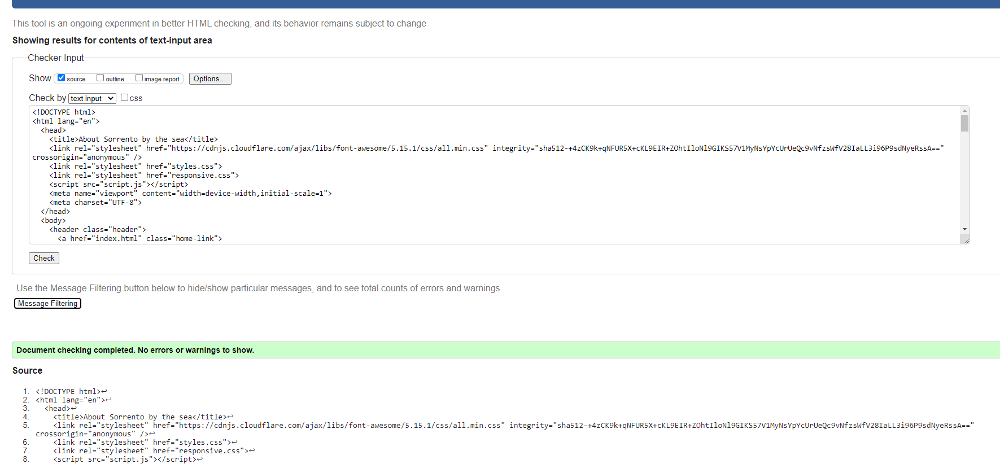 This tool is an ongoing experiment in better HTML checking, and its behavior remains subject to change
Showing results for contents of text-input area
Checker Input
Show source outline image report Options...
Check by text input css
<!DOCTYPE html>
<html lang="en">
<head>
<title>About Sorrento by the sea</title>
<link rel="stylesheet" href="https://cdnjs.cloudflare.com/ajax/libs/font-awesome/5.15.1/css/all.min.css" integrity="sha512-+4zCK9k+qNFUR5X+cKL9EIR+ZOhtIloNl9GIKS57V1MyNsYpYcUrUeQc9vNfzsWfV28IaLL3i96P9sdNyeRssA=="
crossorigin="anonymous" />
<link rel="stylesheet" href="styles.css">
<link rel="stylesheet" href="responsive.css">
<script src="script.js"></script>
<meta name="viewport" content="width=device-width,initial-scale=1">
<meta charset="UTF-8">
</head>
<body>
<header class="header">
<a href="index.html" class="home-link">
Check
Use the Message Filtering button below to hide/show particular messages, and to see total counts of errors and warnings.
Message Filtering
Document checking completed. No errors or warnings to show.
Source
1. <!DOCTYPE html>↩
2. <html lang="en">↩
3. <head>↩
4. <title>About Sorrento by the sea</title>↩
5. <link rel="stylesheet" href="https://cdnjs.cloudflare.com/ajax/libs/font-awesome/5.15.1/css/all.min.css" integrity="sha512-+4zCK9k+qNFUR5X+cKL9EIR+ZOhtIloNl9GIKS57V1MyNsYpYcUrUeQc9vNfzsWfV28IaLL3i96P9sdNyeRssA=="
crossorigin="anonymous" />↩
6. <link rel="stylesheet" href="styles.css">↩
7. <link rel="stylesheet" href="responsive.css">↩
8. <script src="script.js"></script>↩